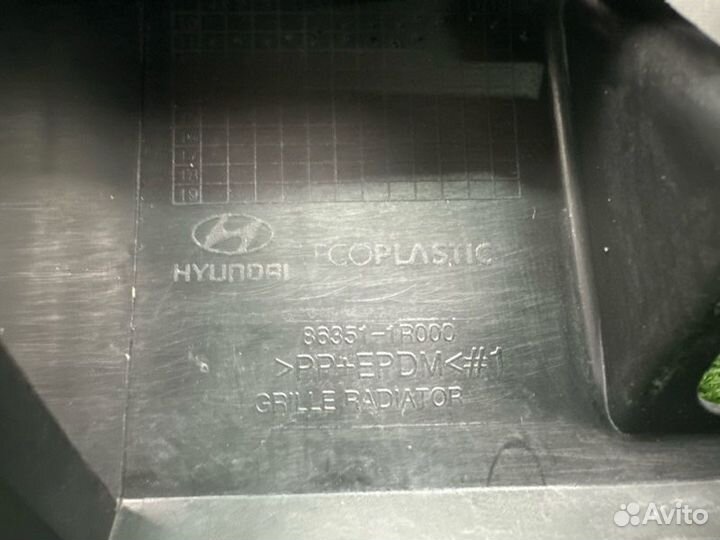 HYUNDAI ECOPLASTIC
86351-1R000
>PP+EPDM<#1
GRILLE RADIATOR
Avito